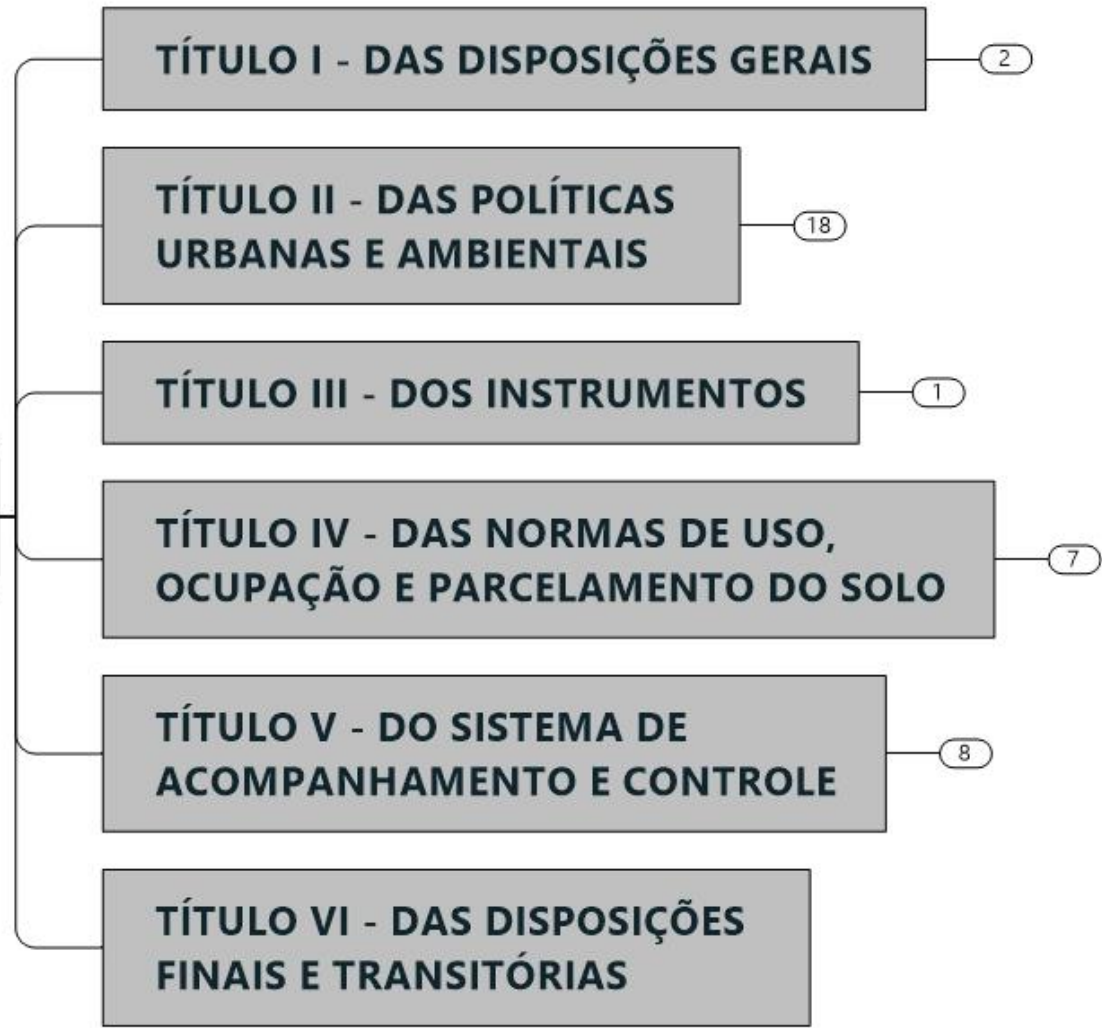 TÍTULO I - DAS DISPOSIÇÕES GERAIS
2
TÍTULO II - DAS POLÍTICAS
URBANAS E AMBIENTAIS
18
TÍTULO III - DOS INSTRUMENTOS
1
TÍTULO IV - DAS NORMAS DE USO,
OCUPAÇÃO E PARCELAMENTO DO SOLO
7
TÍTULO V - DO SISTEMA DE
ACOMPANHAMENTO E CONTROLE
8
TÍTULO VI - DAS DISPOSIÇÕES
FINAIS E TRANSITÓRIAS